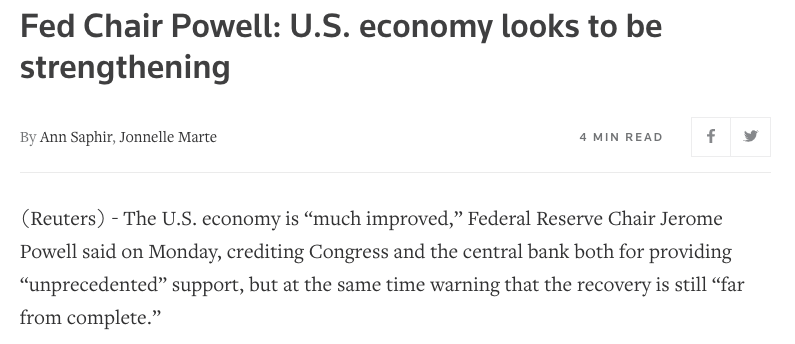 Fed Chair Powell: U.S. economy looks to be
strengthening
By Ann Saphir, Jonnelle Marte
4 MIN READ
（Reuters） - The U.S. economy is “much improved,” Federal Reserve Chair Jerome
Powell said on Monday, crediting Congress and the central bank both for providing
“unprecedented” support, but at the same time warning that the recovery is still “far
from complete.”